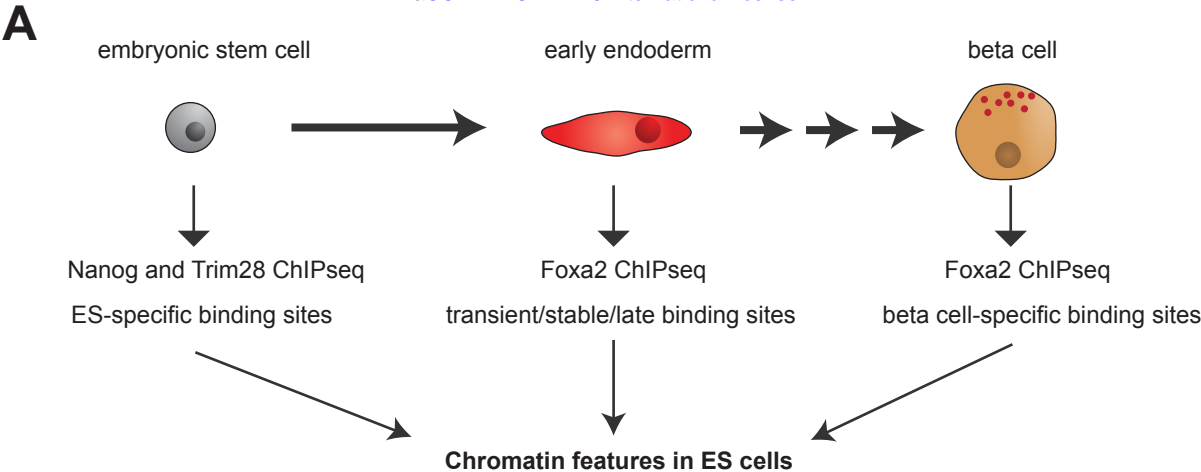 A
embryonic stem cell early endoderm beta cell
Nanog and Trim28 ChIPseq Foxa2 ChIPseq Foxa2 ChIPseq
ES-specific binding sites transient/stable/late binding sites beta cell-specific binding sites
Chromatin features in ES cells